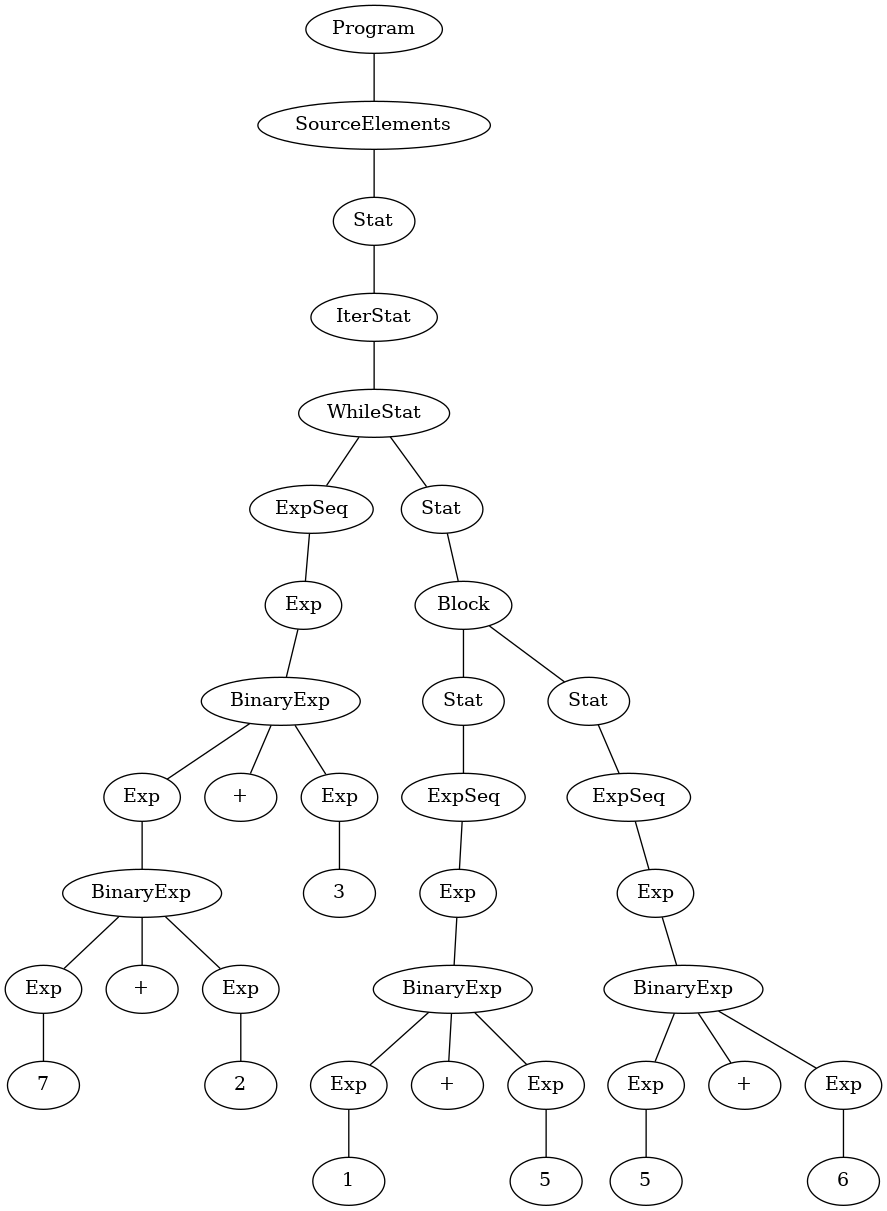 Program
SourceElements
Stat
IterStat
WhileStat
ExpSeq Stat
Exp Block
BinaryExp Stat Stat
Exp + Exp ExpSeq ExpSeq
BinaryExp 3 Exp Exp
Exp + Exp BinaryExp BinaryExp
7 2 Exp + Exp Exp + Exp
1 5 5 6